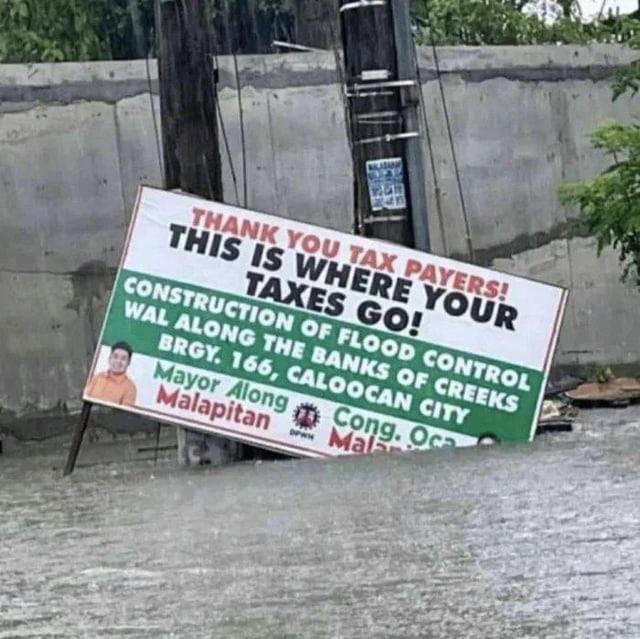 THANK YOU TAX PAYERS!
THIS IS WHERE YOUR
TAXES GO!
CONSTRUCTION OF FLOOD CONTROL
WAL ALONG THE BANKS OF CREEKS
BRGY. 166, CALOOCAN CITY
Mayor Along
Malapitan
DPWH
Cong.